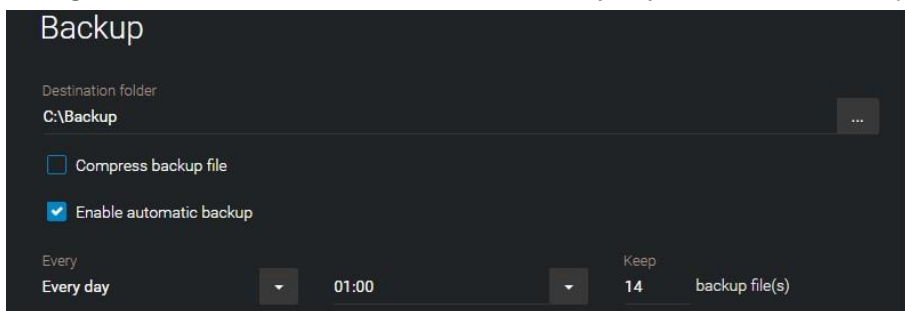 Backup
Destination folder
C:\Backup
...
Compress backup file
Enable automatic backup
Every
Keep
Every day
01:00
14
backup file(s)